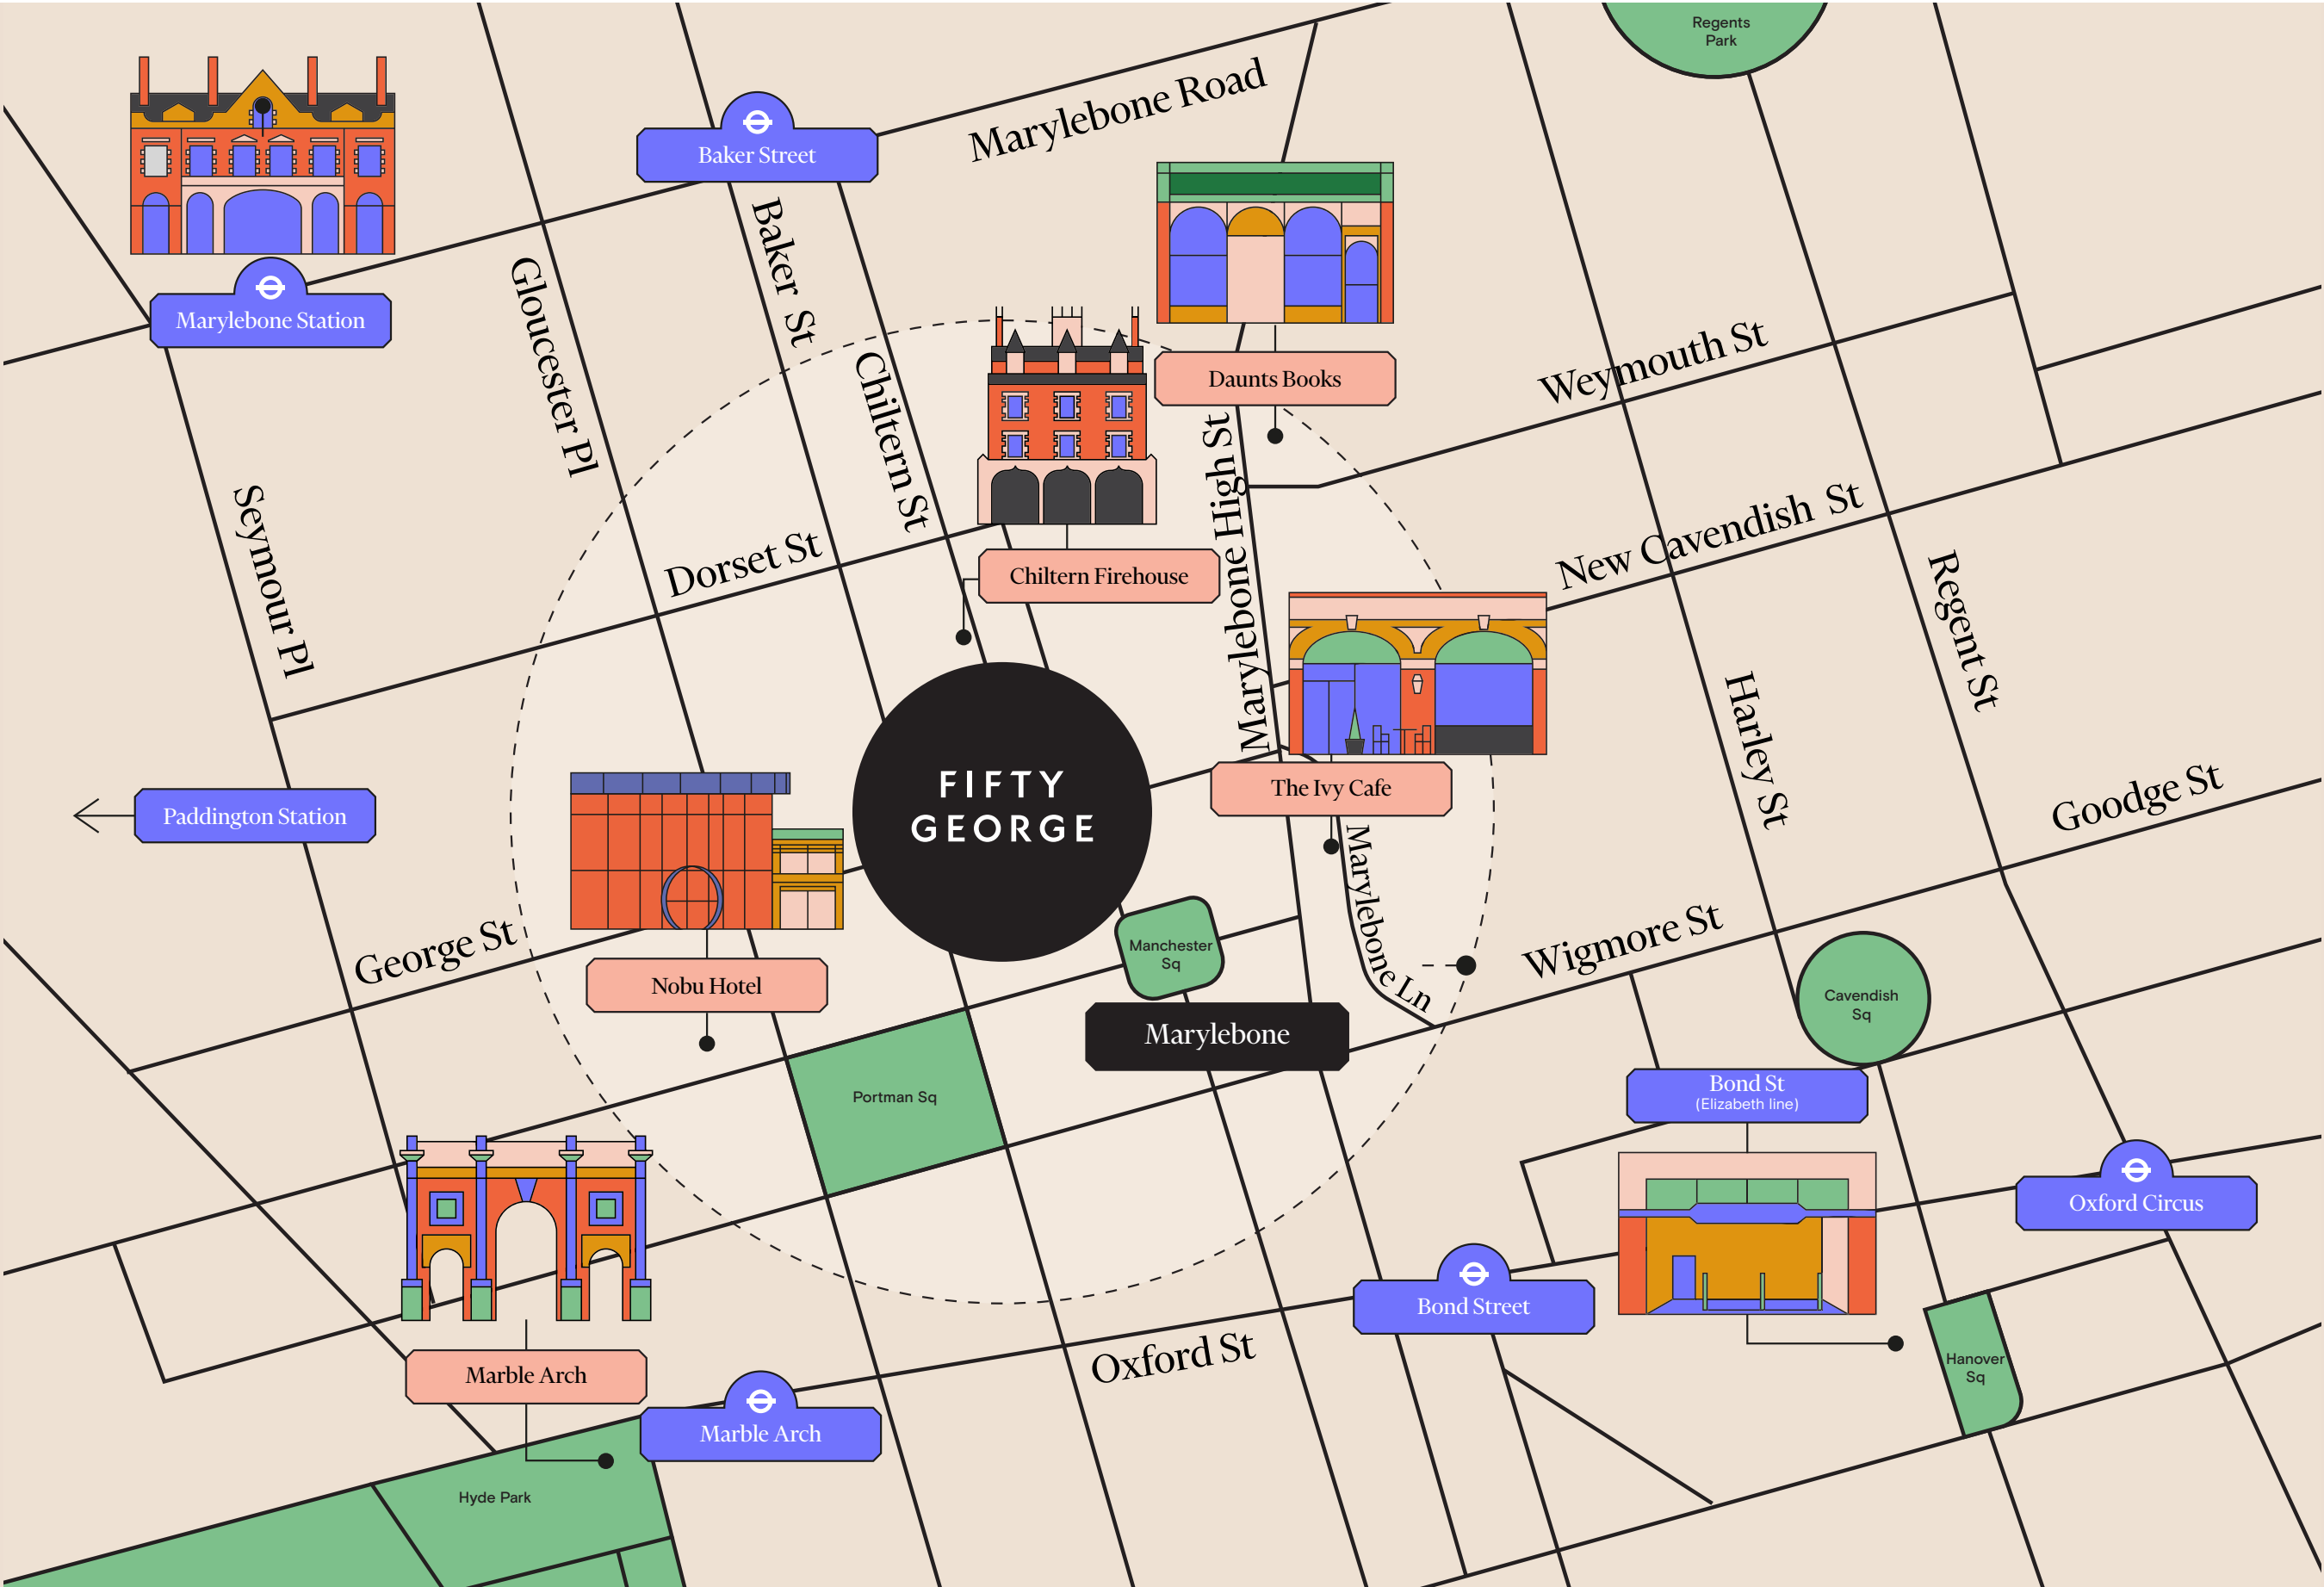 Regents
Park
Marylebone Road
Baker Street
Marylebone Station
Baker St
Gloucester Pl
Chiltern St
Daunts Books
Weymouth St
Marylebone High St
Seymour Pl
Dorset St
Chiltern Firehouse
New Cavendish St
Regent St
Harley St
Paddington Station
FIFTY
GEORGE
The Ivy Cafe
Goodge St
Marylebone Ln
George St
Nobu Hotel
Manchester
Sq
Wigmore St
Marylebone
Cavendish
Sq
Portman Sq
Bond St
(Elizabeth line)
Oxford Circus
Bond Street
Oxford St
Marble Arch
Hanover
Sq
Marble Arch
Hyde Park